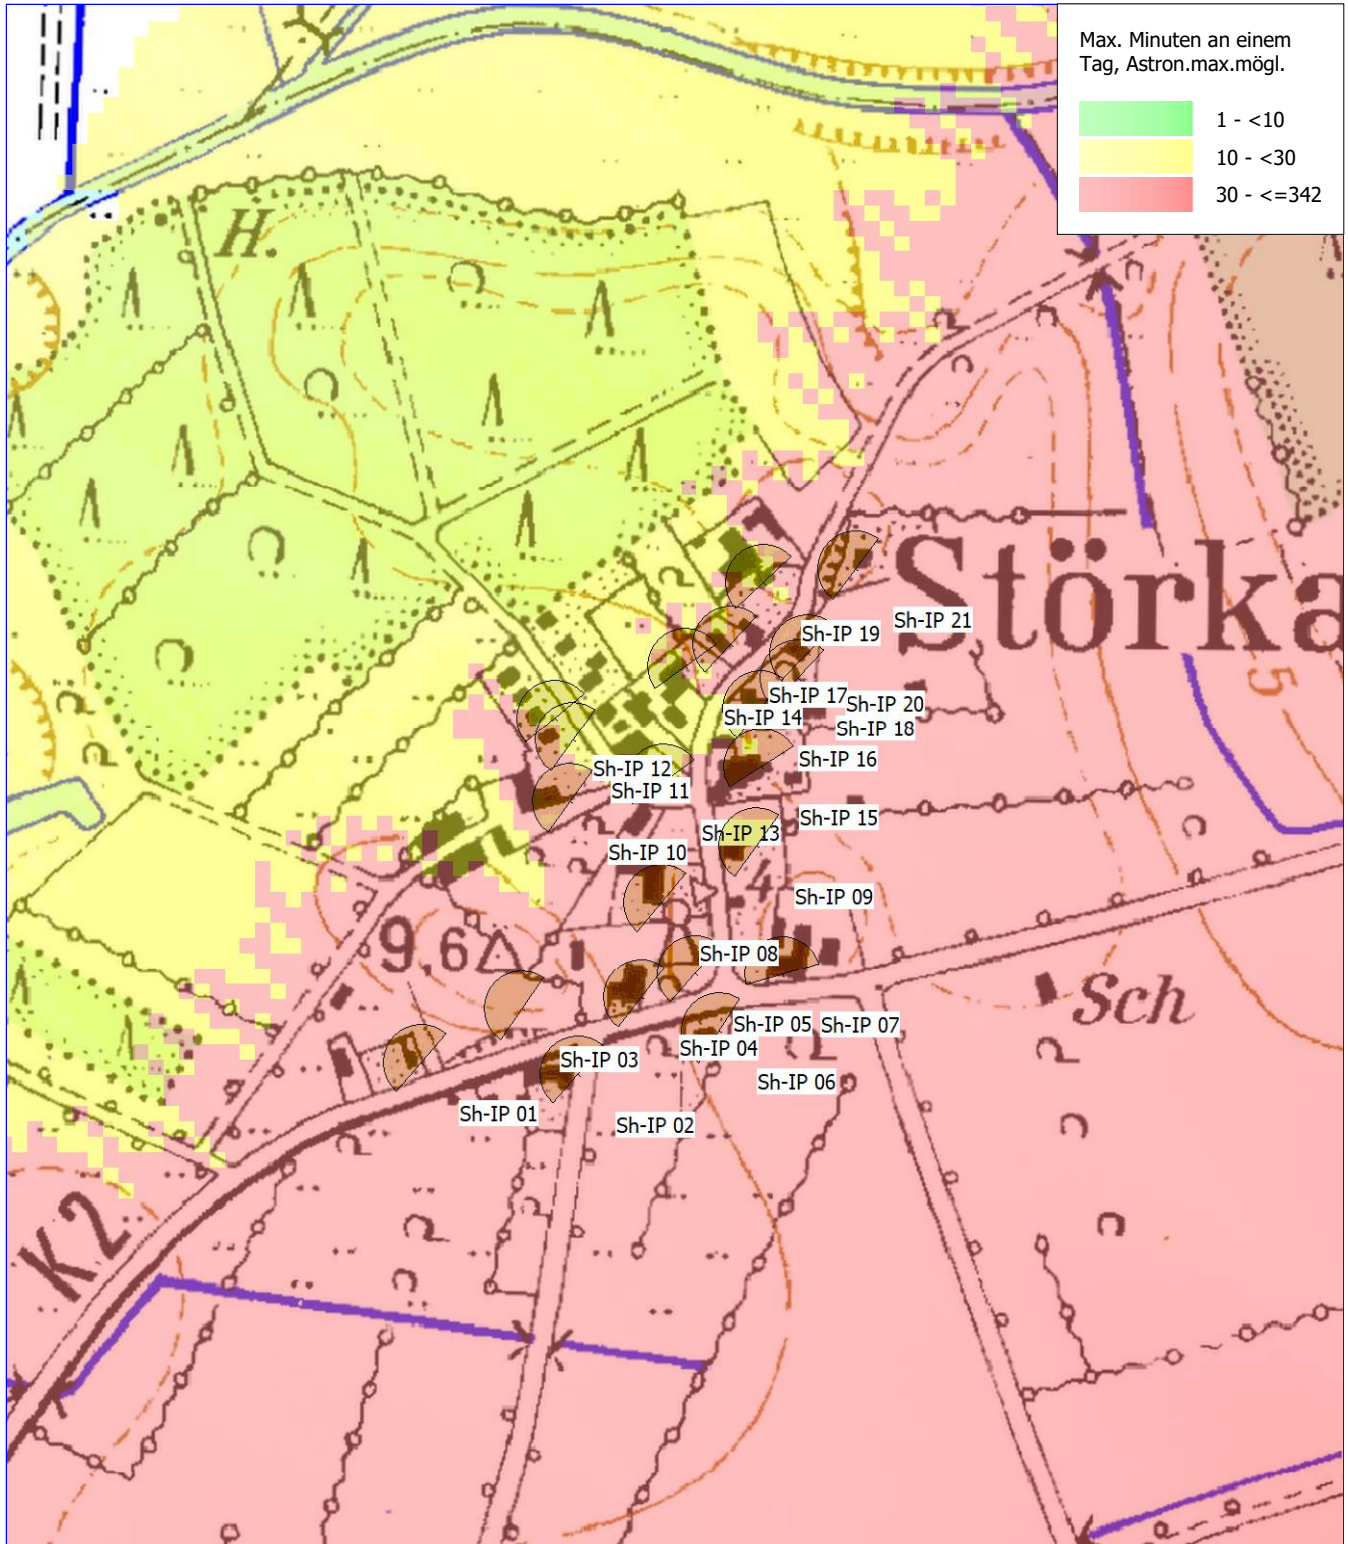 Max. Minuten an einem
Tag, Astron.max.mögl.
1 - <10
10 - <30
30 - <=342
H.
Störka
5
Sh-IP 21
Sh-IP 19
Sh-IP 17
Sh-IP 20
Sh-IP 14
Sh-IP 18
Sh-IP 16
Sh-IP 12
Sh-IP 11
Sh-IP 15
Sh-IP 13
Sh-IP 10
4
Sh-IP 09
9,6
Sh-IP 08
Sch
Sh-IP 05
Sh-IP 07
Sh-IP 04
Sh-IP 03
Sh-IP 06
Sh-IP 01
Sh-IP 02
K2